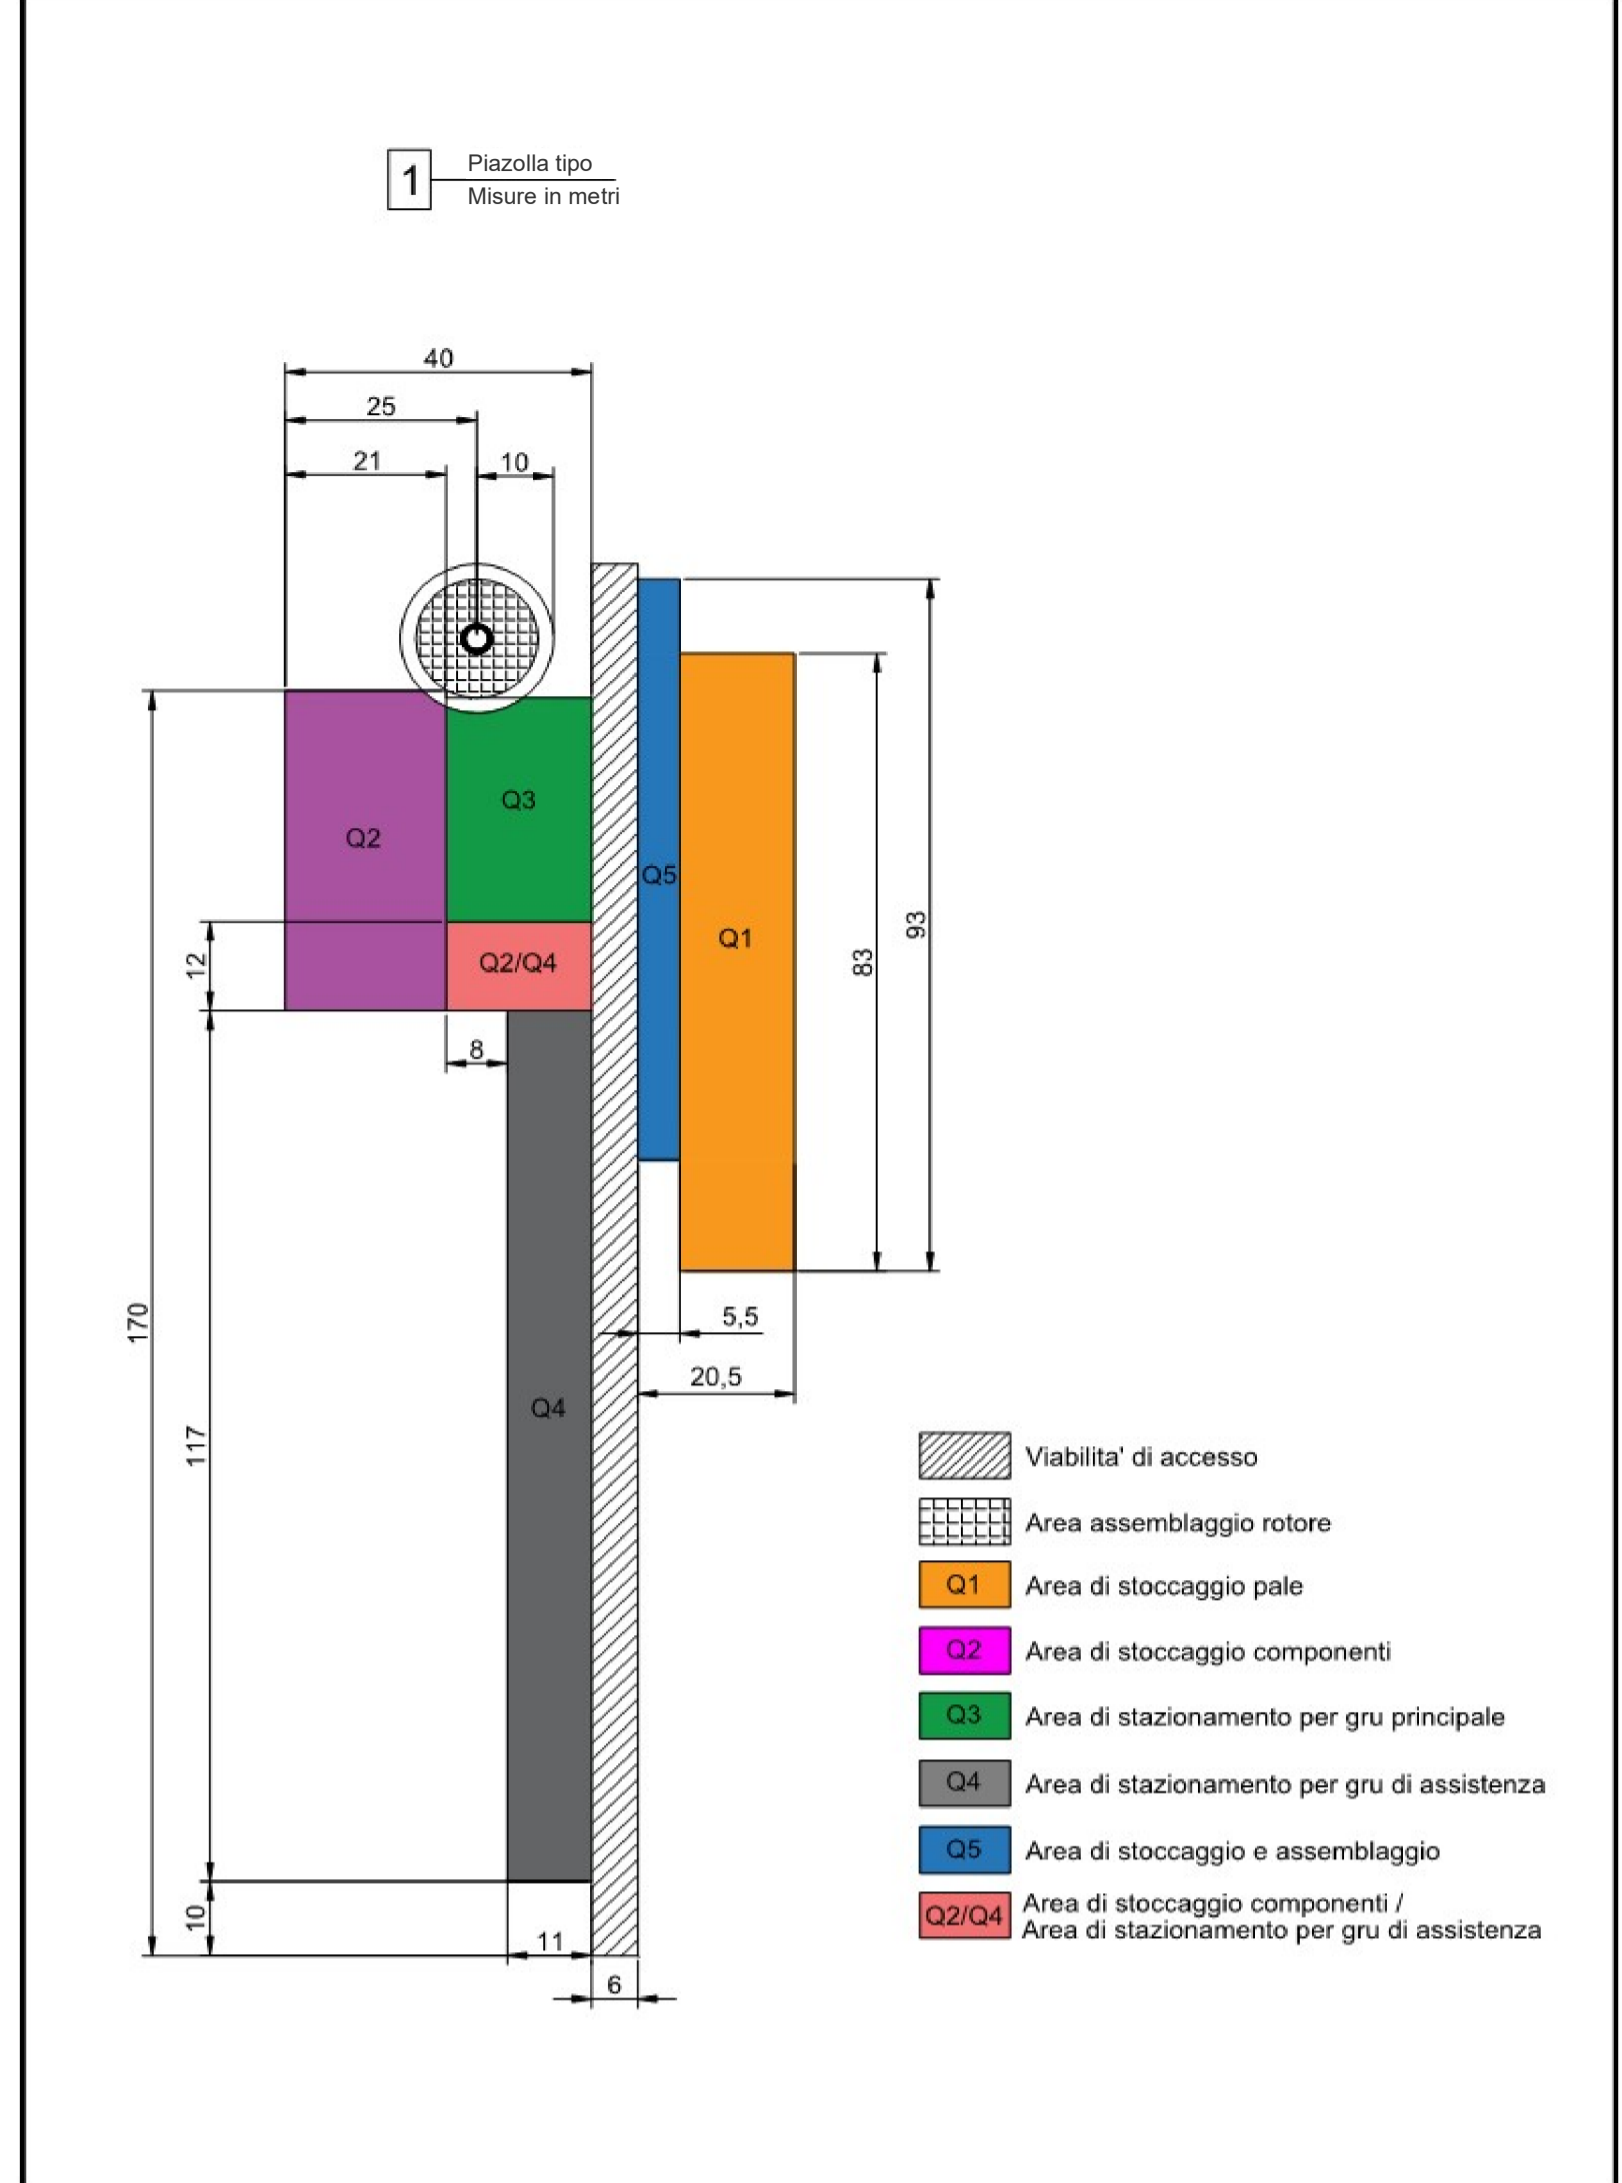 1
Piazolla tipo
Misure in metri
40
25
21
10
Q3
Q2
Q5
Q1
12
Q2/Q4
83
93
8
170
5,5
20,5
117
Q4
10
11
6
Viabilita' di accesso
Area assemblaggio rotore
Q1 Area di stoccaggio pale
Q2 Area di stoccaggio componenti
Q3 Area di stazionamento per gru principale
Q4 Area di stazionamento per gru di assistenza
Q5 Area di stoccaggio e assemblaggio
Q2/Q4 Area di stoccaggio componenti /
Area di stazionamento per gru di assistenza